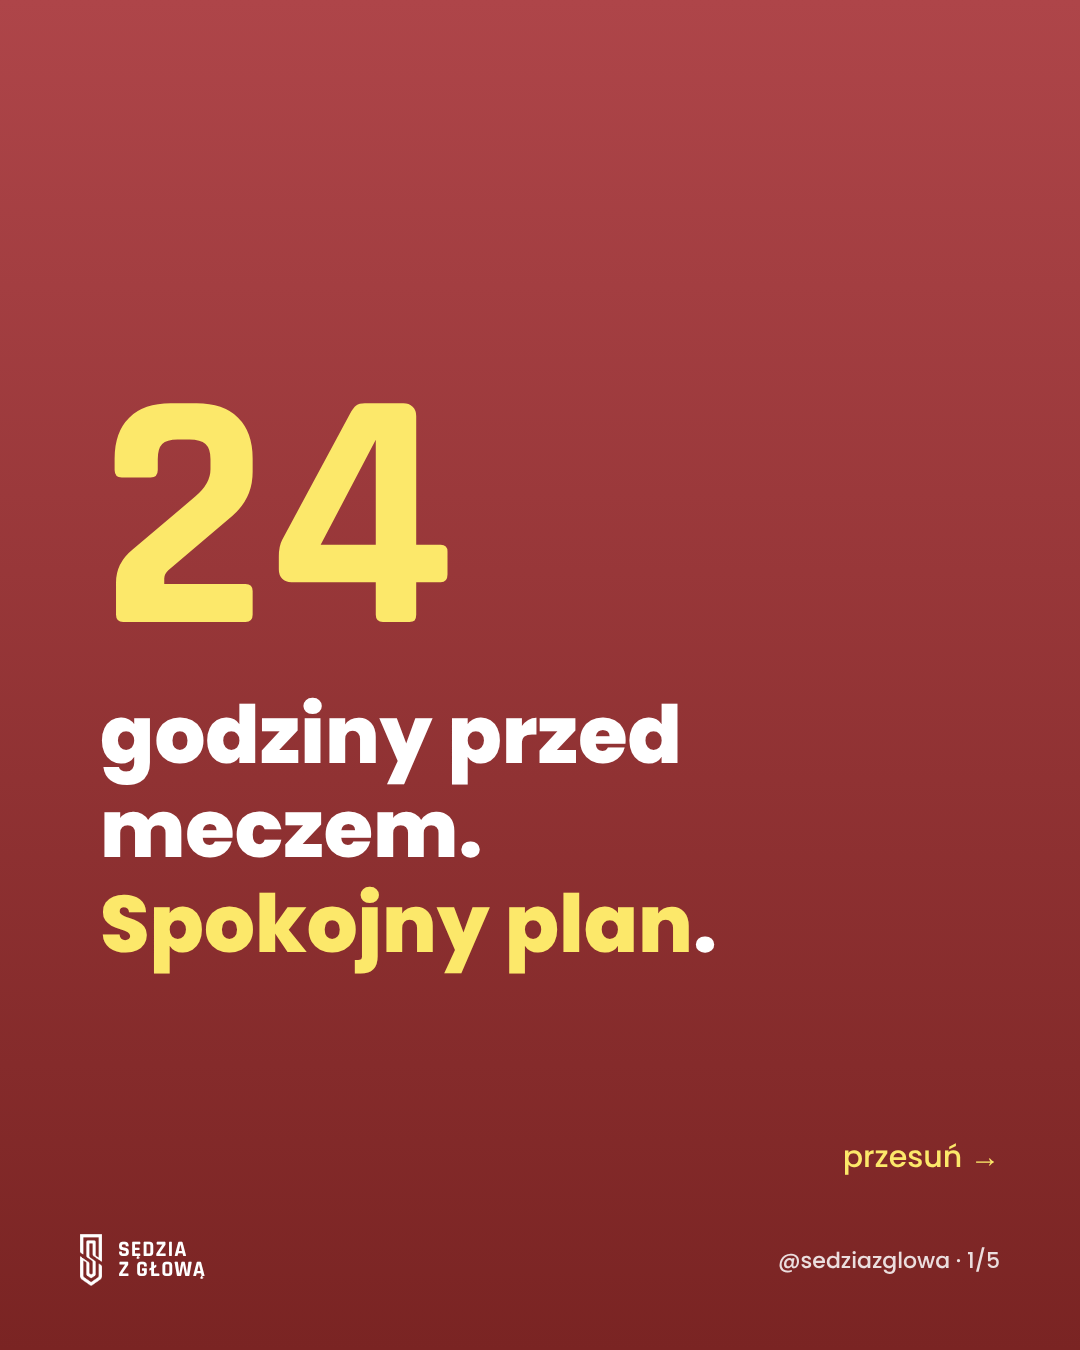 24
godziny przed
meczem.
Spokojny plan.
przesuń →
SĘDZIA
Z GŁOWĄ
@sedziazglowa · 1/5